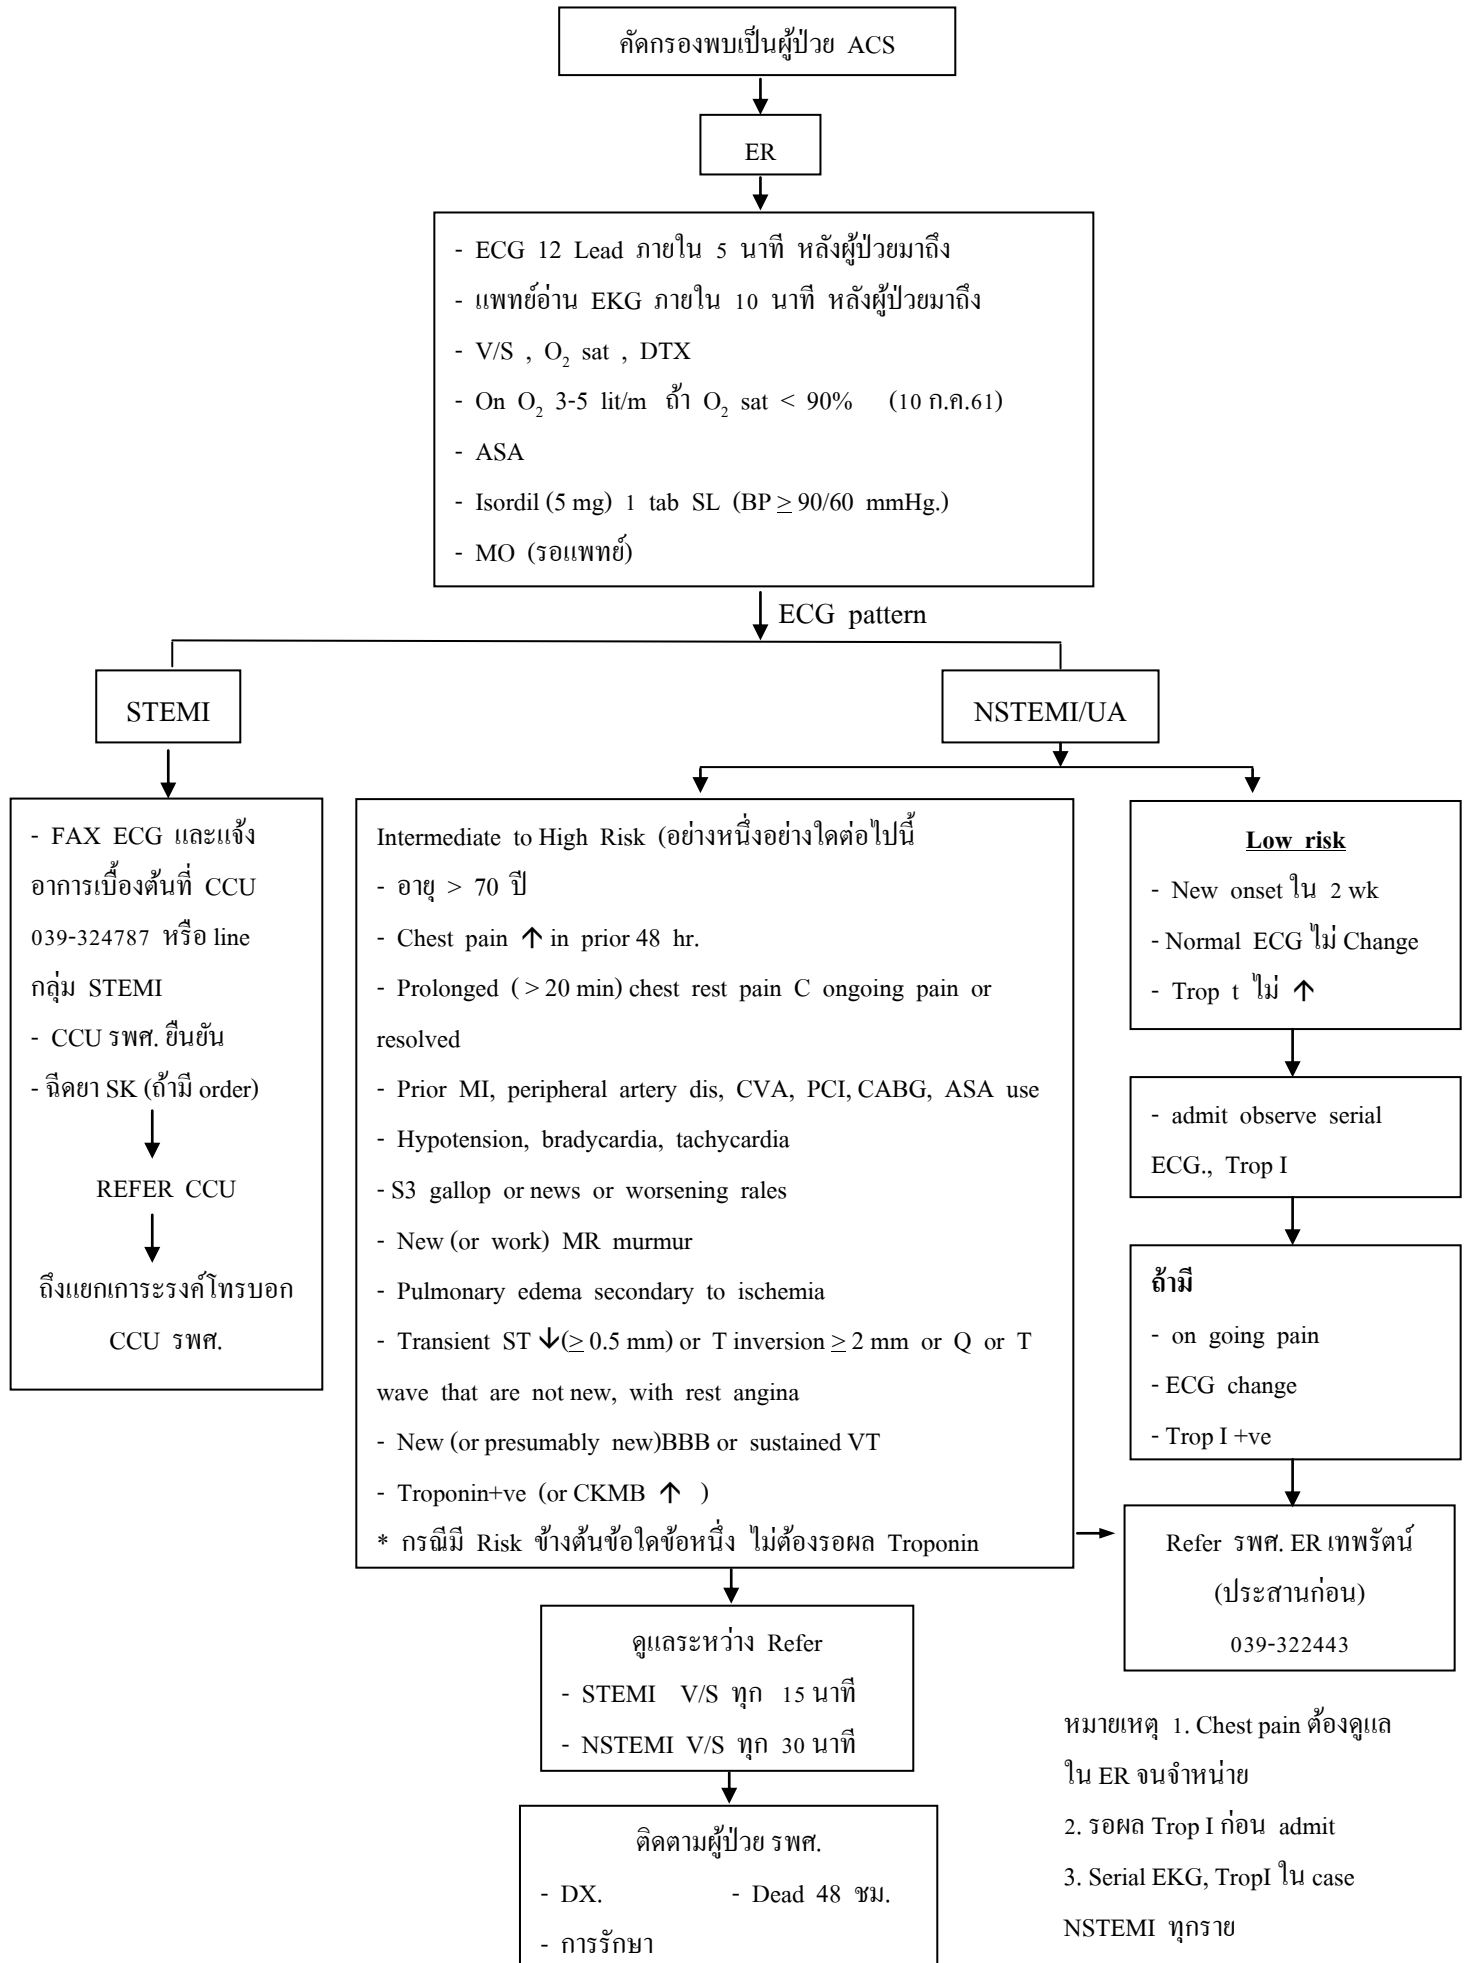 คัดกรองพบเป็นผู้ป่วย ACS
ER
- ECG 12 Lead ภายใน 5 นาที หลังผู้ป่วยมาถึง
- แพทย์อ่าน EKG ภายใน 10 นาที หลังผู้ป่วยมาถึง
- V/S , O₂ sat , DTX
- On O₂ 3-5 lit/m ถ้า O₂ sat < 90% (10 ก.ค.61)
- ASA
- Isordil (5 mg) 1 tab SL (BP ≥ 90/60 mmHg.)
- MO (รอแพทย์)
ECG pattern
STEMI
NSTEMI/UA
- FAX ECG และแจ้ง
อาการเบื้องต้นที่ CCU
039-324787 หรือ line
กลุ่ม STEMI
- CCU รพศ. ยืนยัน
- ฉีดยา SK (ถ้ามี order)
REFER CCU
ถึงแยกเการะรงค์โทรบอก
CCU รพศ.
Intermediate to High Risk (อย่างหนึ่งอย่างใดต่อไปนี้
- อายุ > 70 ปี
- Chest pain ↑ in prior 48 hr.
- Prolonged ( > 20 min) chest rest pain C ongoing pain or
resolved
- Prior MI, peripheral artery dis, CVA, PCI, CABG, ASA use
- Hypotension, bradycardia, tachycardia
- S3 gallop or news or worsening rales
- New (or work) MR murmur
- Pulmonary edema secondary to ischemia
- Transient ST ↓(≥ 0.5 mm) or T inversion ≥ 2 mm or Q or T
wave that are not new, with rest angina
- New (or presumably new)BBB or sustained VT
- Troponin+ve (or CKMB ↑ )
* กรณีมี Risk ข้างต้นข้อใดข้อหนึ่ง ไม่ต้องรอผล Troponin
Low risk
- New onset ใน 2 wk
- Normal ECG ไม่ Change
- Trop t ไม่ ↑
- admit observe serial
ECG., Trop I
ถ้ามี
- on going pain
- ECG change
- Trop I +ve
Refer รพศ. ER เทพรัตน์
(ประสานก่อน)
039-322443
ดูแลระหว่าง Refer
- STEMI V/S ทุก 15 นาที
- NSTEMI V/S ทุก 30 นาที
ติดตามผู้ป่วย รพศ.
- DX. - Dead 48 ชม.
- การรักษา
หมายเหตุ 1. Chest pain ต้องดูแล
ใน ER จนจำหน่าย
2. รอผล Trop I ก่อน admit
3. Serial EKG, TropI ใน case
NSTEMI ทุกราย